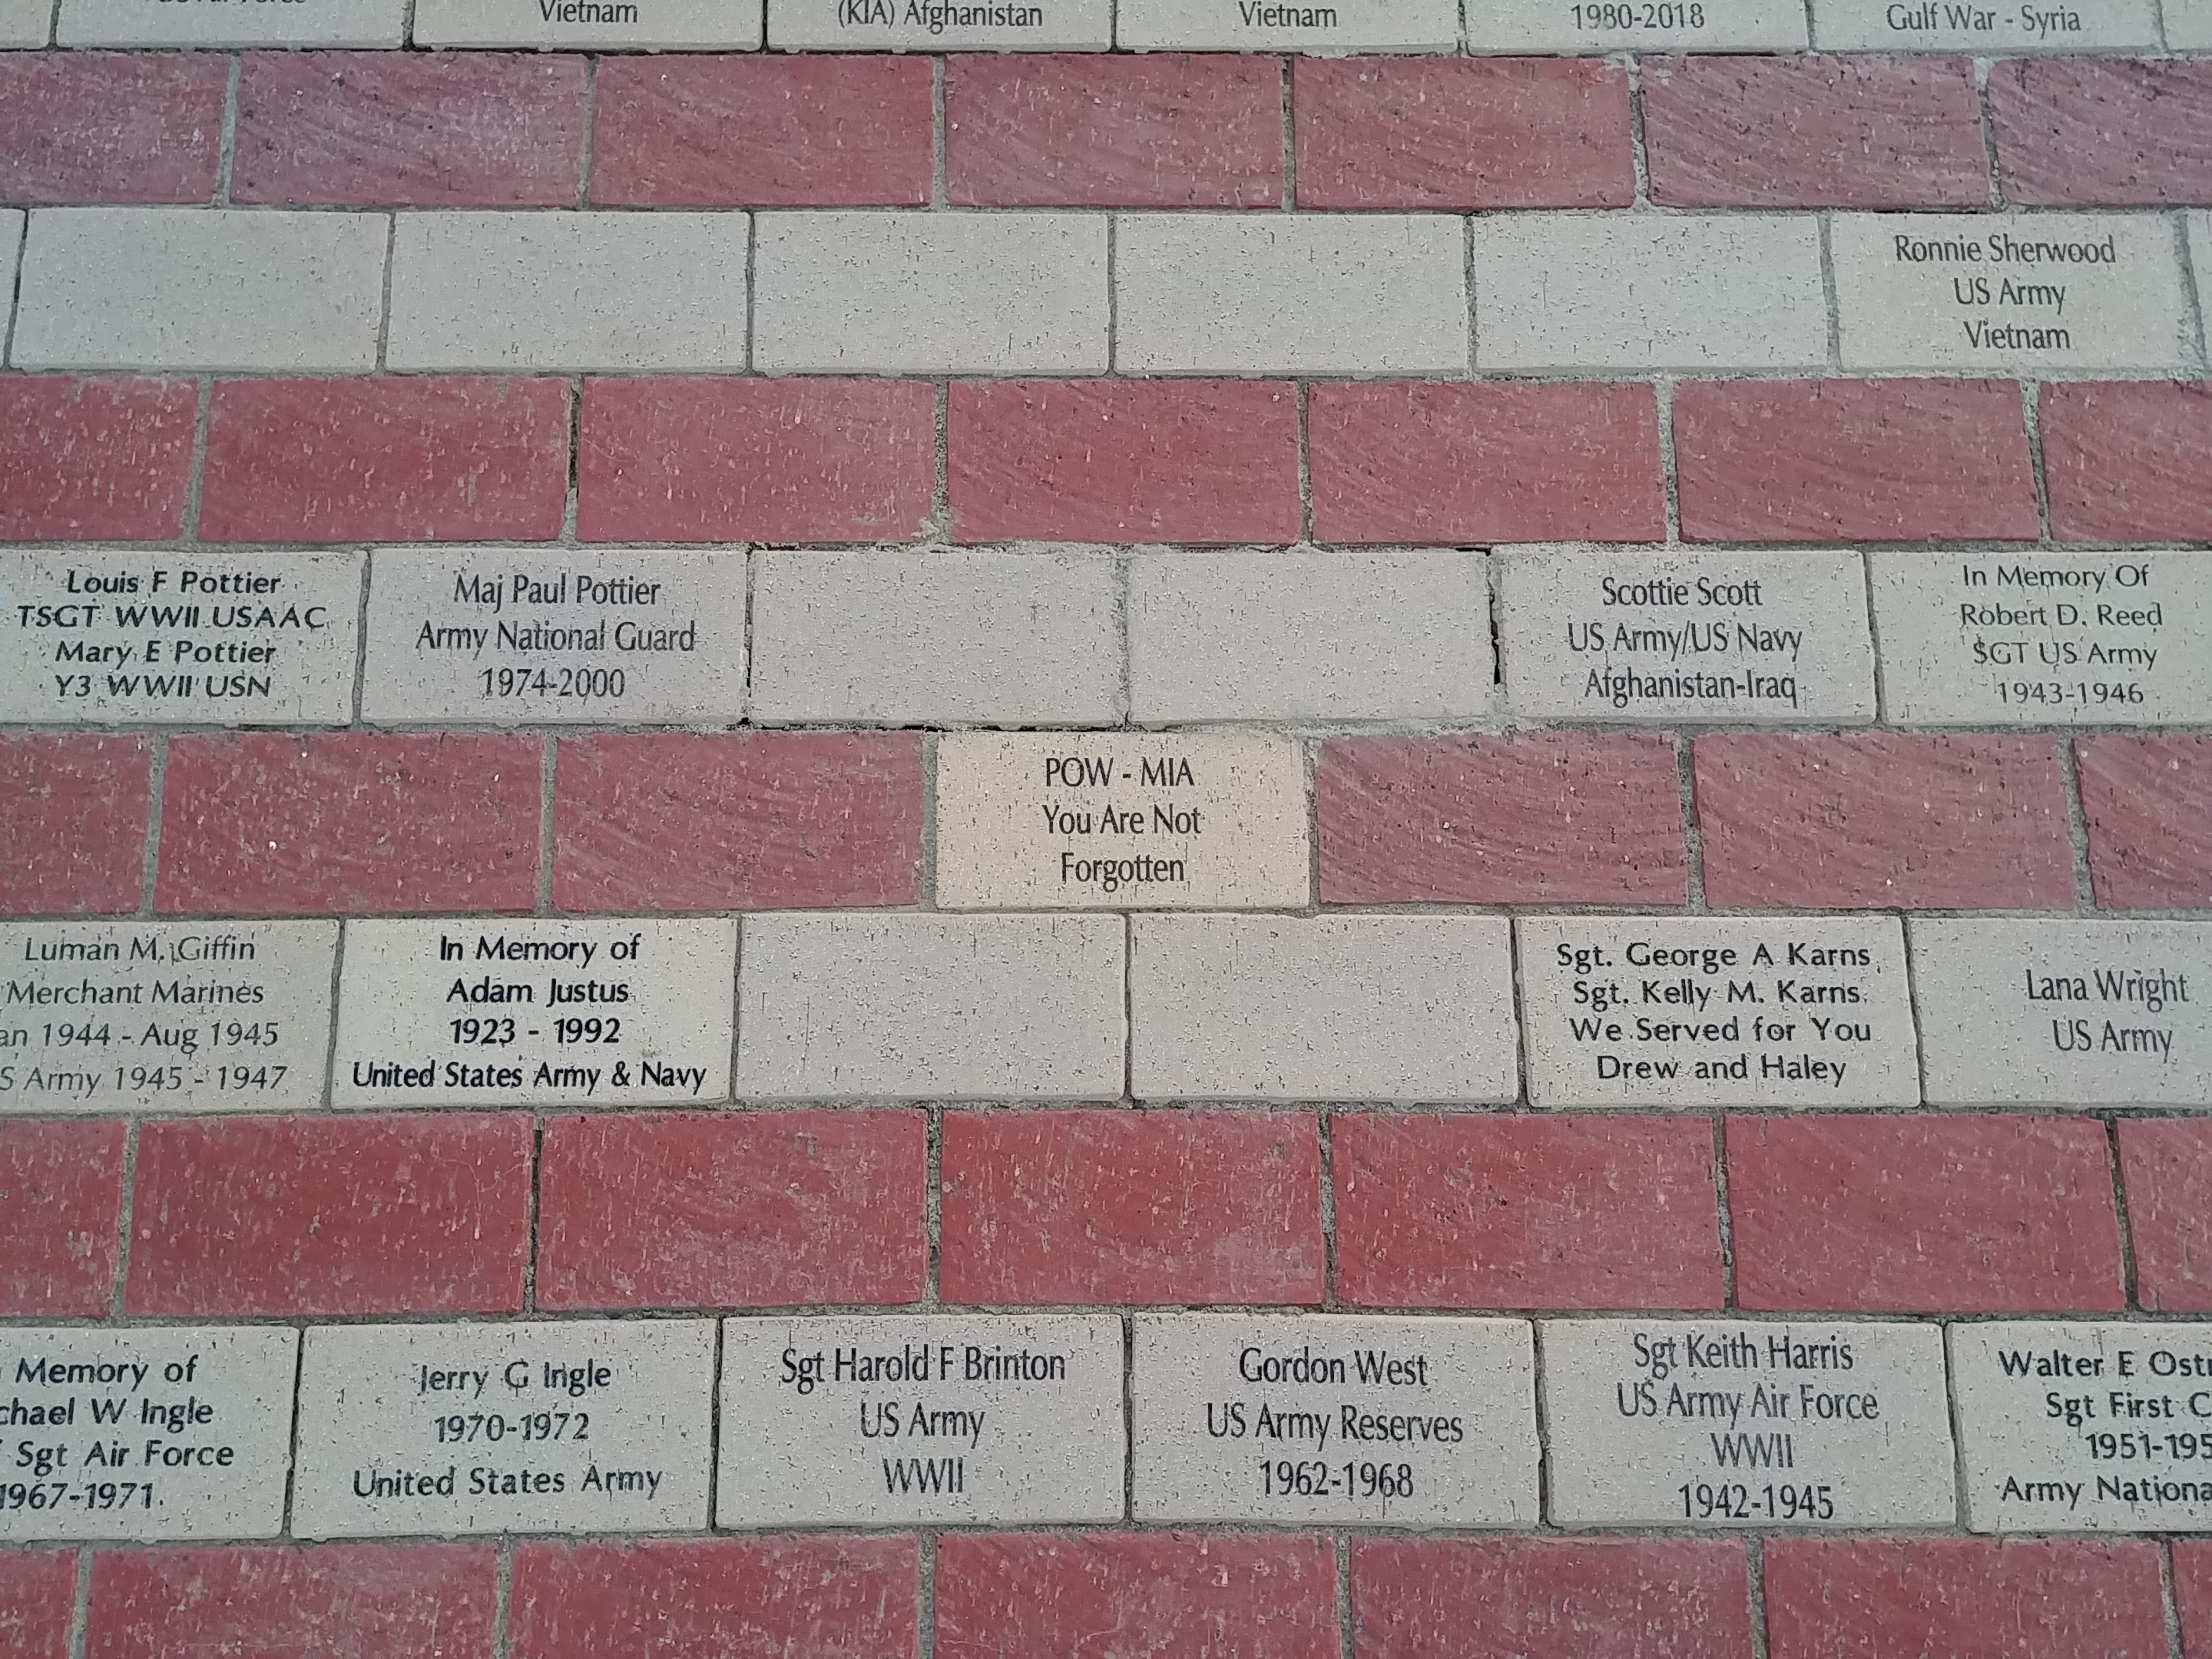 Force
Vietnam
(KIA) Afghanistan
Vietnam
1980-2018
Gulf War - Syria
Ronnie Sherwood
US Army
Vietnam
Louis F Pottier
TSGT WWII USAAC
Mary E Pottier
Y3 WWII USN
Maj Paul Pottier
Army National Guard
1974-2000
Scottie Scott
US Army/US Navy
Afghanistan-Iraq
In Memory Of
Robert D. Reed
SGT US Army
1943-1946
POW - MIA
You Are Not
Forgotten
Luman M. Giffin
Merchant Marines
an 1944 - Aug 1945
S Army 1945 - 1947
In Memory of
Adam Justus
1923 - 1992
United States Army & Navy
Sgt. George A Karns
Sgt. Kelly M. Karns
We Served for You
Drew and Haley
Lana Wright
US Army
Memory of
chael W Ingle
Sgt Air Force
1967-1971
Jerry G Ingle
1970-1972
United States Army
Sgt Harold F Brinton
US Army
WWII
Gordon West
US Army Reserves
1962-1968
Sgt Keith Harris
US Army Air Force
WWII
1942-1945
Walter E Ost
Sgt First C
1951-195
Army Nationa